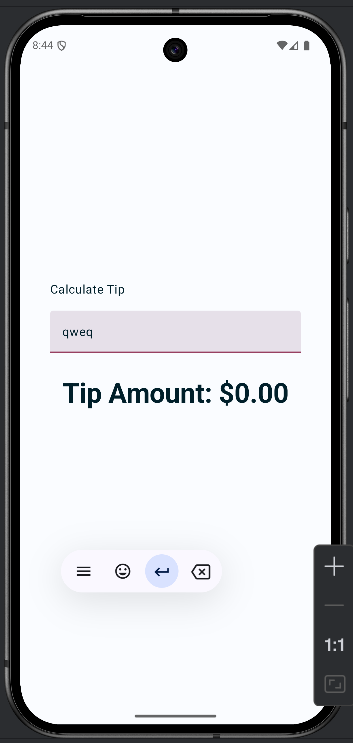 8:44
Calculate Tip
qweq
Tip Amount: $0.00
1:1